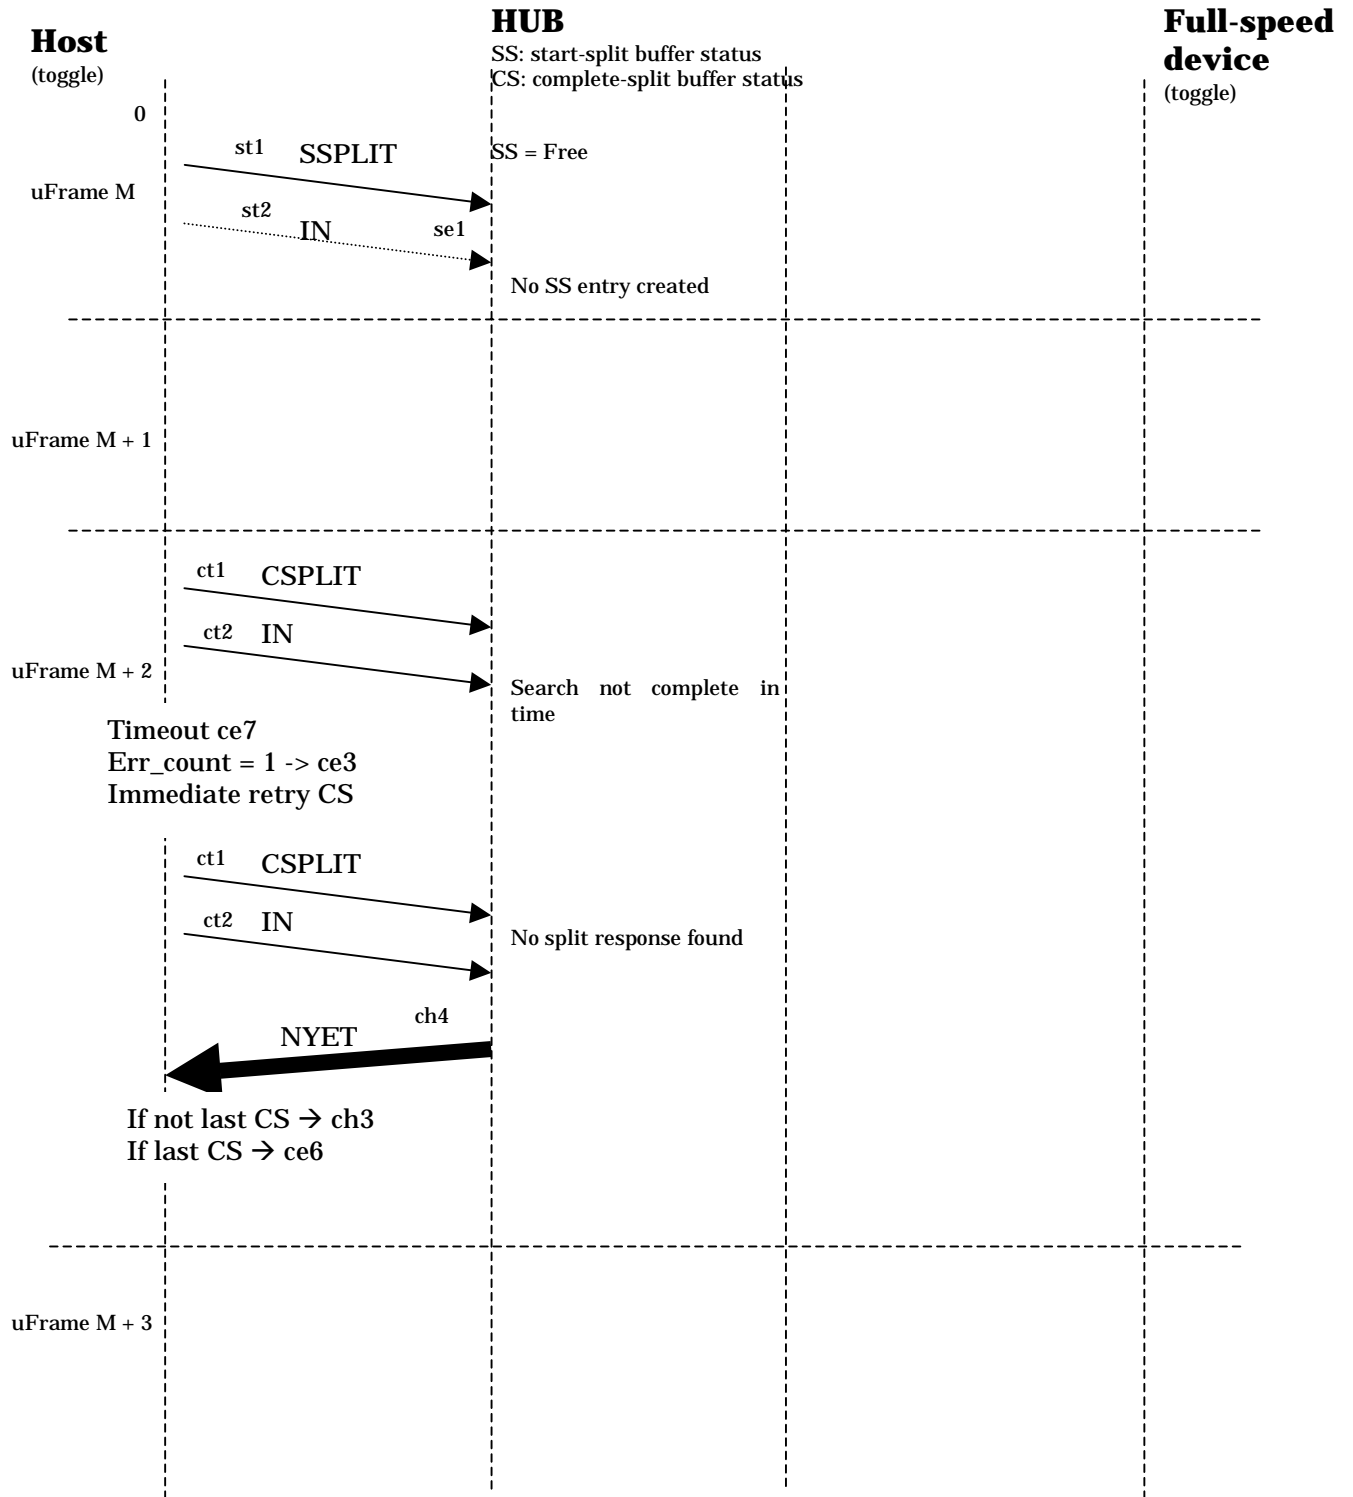 Host
(toggle)
HUB
SS: start-split buffer status
CS: complete-split buffer status
Full-speed
device
(toggle)
0
st1 SSPLIT
SS = Free
uFrame M
st2 IN se1
No SS entry created
uFrame M + 1
ct1 CSPLIT
ct2 IN
uFrame M + 2
Search not complete in
time
Timeout ce7
Err_count = 1 -> ce3
Immediate retry CS
ct1 CSPLIT
ct2 IN
No split response found
NYET ch4
If not last CS → ch3
If last CS → ce6
uFrame M + 3